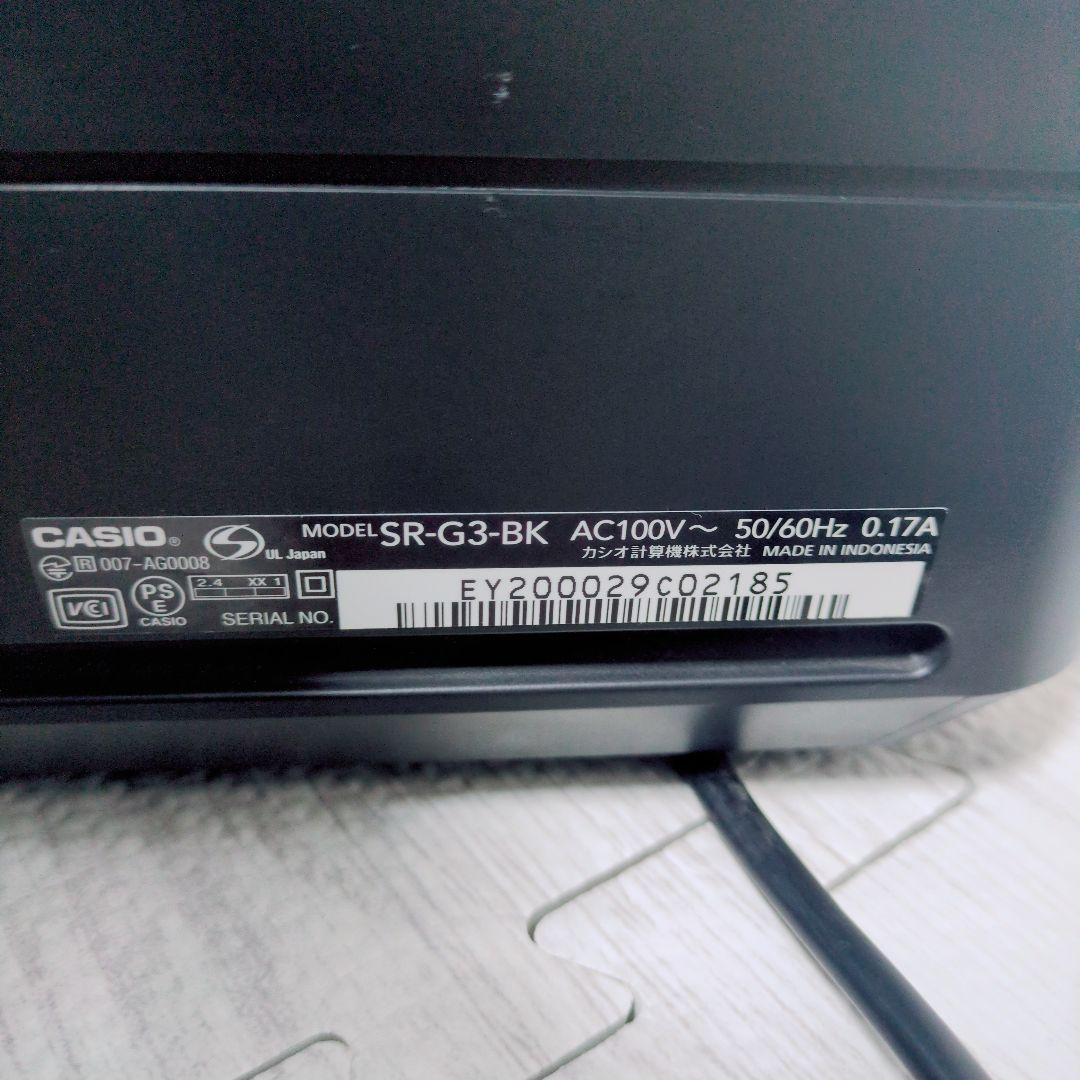 CASIO® UL Japan MODEL SR-G3-BK AC100V～ 50/60Hz 0.17A
カシオ計算機株式会社 MADE IN INDONESIA
R 007-AG0008
VCI PS E CASIO 2.4 XX 1
SERIAL NO. EY200029C02185